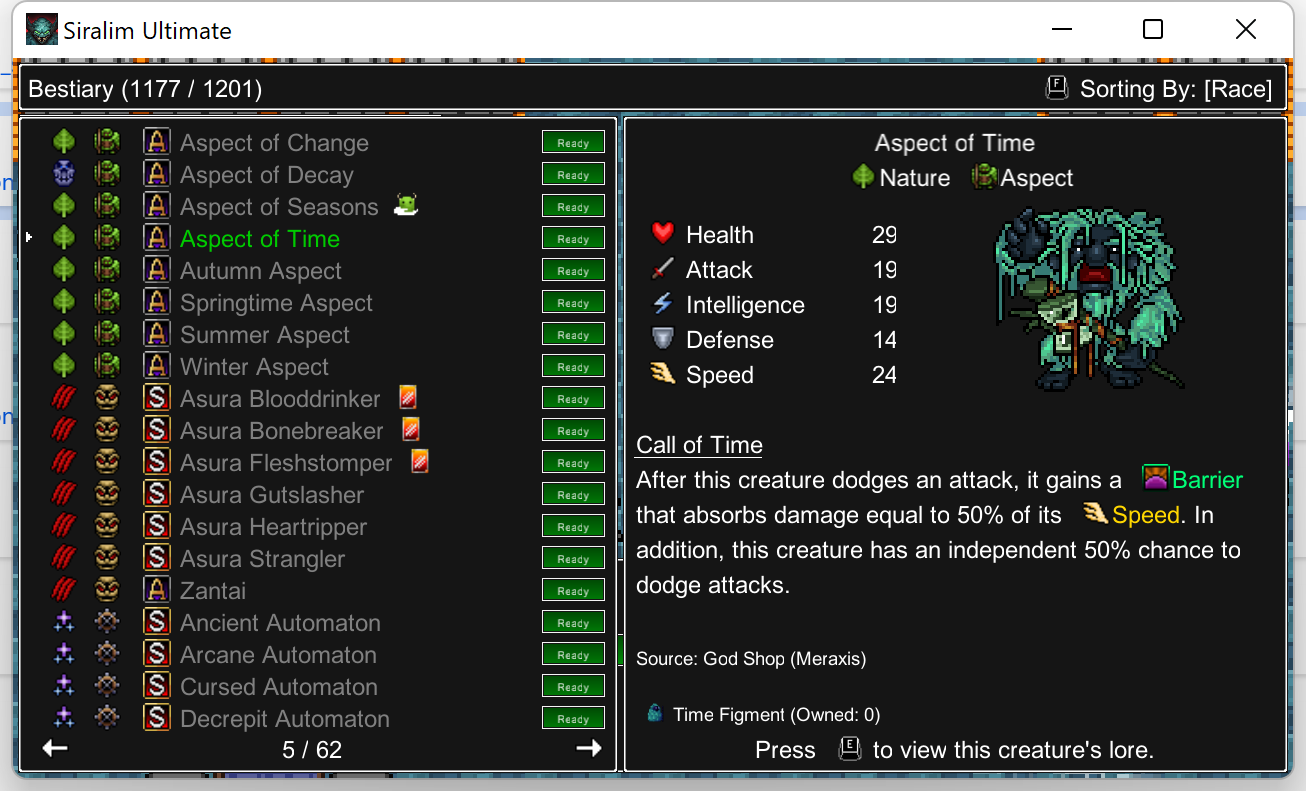 Siralim Ultimate
Bestiary (1177 / 1201)
F Sorting By: [Race]
A Aspect of Change Ready
A Aspect of Decay Ready
A Aspect of Seasons Ready
A Aspect of Time Ready
A Autumn Aspect Ready
A Springtime Aspect Ready
A Summer Aspect Ready
A Winter Aspect Ready
S Asura Blooddrinker Ready
S Asura Bonebreaker Ready
S Asura Fleshstomper Ready
S Asura Gutslasher Ready
S Asura Heartripper Ready
S Asura Strangler Ready
A Zantai Ready
S Ancient Automaton Ready
S Arcane Automaton Ready
S Cursed Automaton Ready
S Decrepit Automaton Ready
5 / 62
Aspect of Time
Nature Aspect
Health 29
Attack 19
Intelligence 19
Defense 14
Speed 24
Call of Time
After this creature dodges an attack, it gains a Barrier
that absorbs damage equal to 50% of its Speed. In
addition, this creature has an independent 50% chance to
dodge attacks.
Source: God Shop (Meraxis)
Time Figment (Owned: 0)
Press E to view this creature's lore.